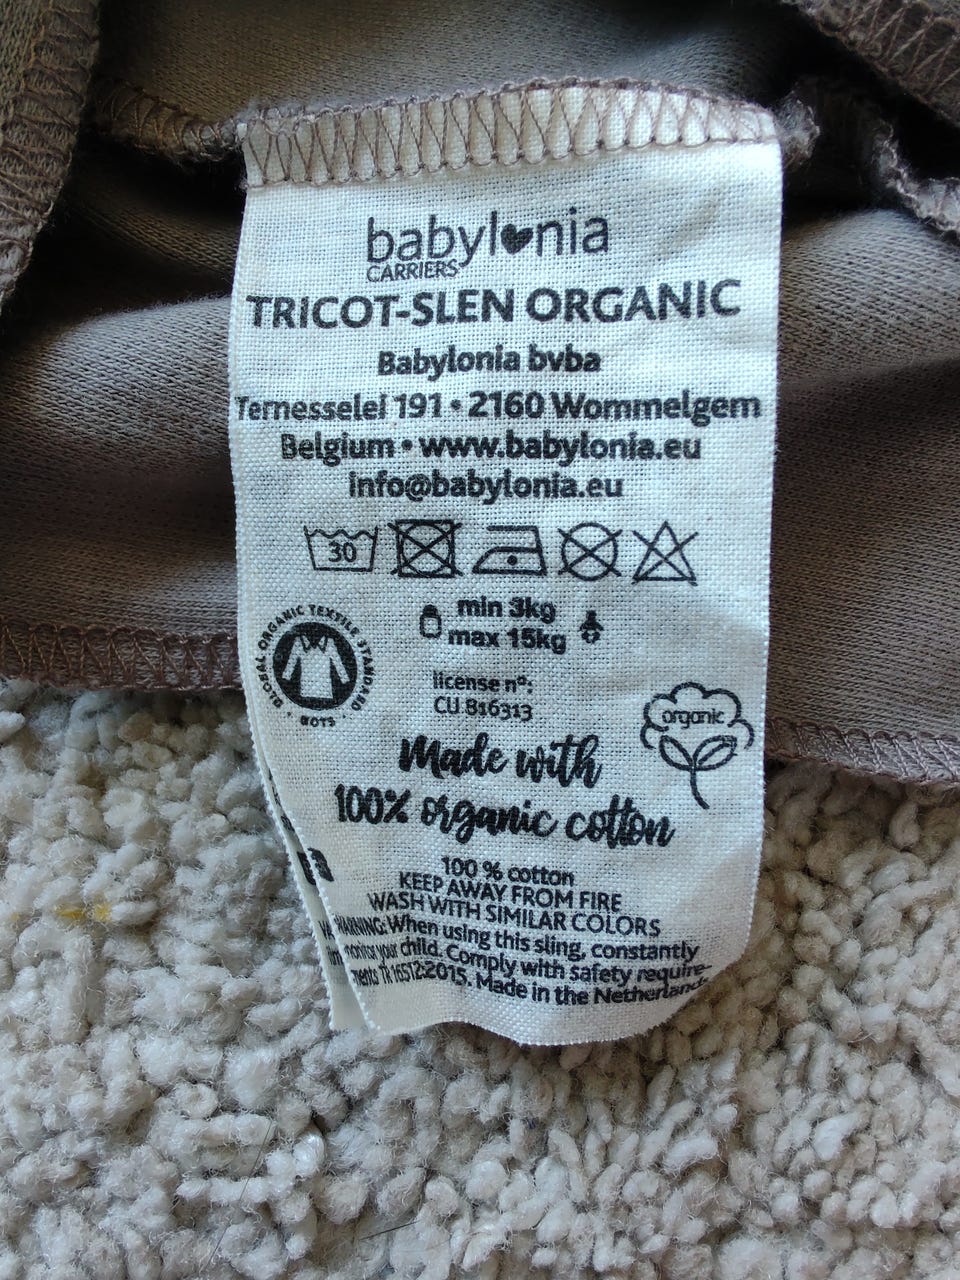 babylonia
CARRIERS
TRICOT-SLEN ORGANIC
Babylonia bvba
Ternesselei 191 • 2160 Wommelgem
Belgium • www.babylonia.eu
info@babylonia.eu
30
min 3kg
max 15kg
GLOBAL ORGANIC TEXTILE STANDARD • GOTS •
license n°:
CU 816313
organic
Made with
100% organic cotton
100 % cotton
KEEP AWAY FROM FIRE
WASH WITH SIMILAR COLORS
WARNING: When using this sling, constantly
monitor your child. Comply with safety require-
ments TR 16512:2015. Made in the Netherlands